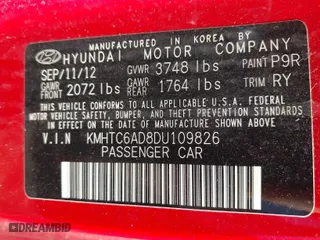 MANUFACTURED IN KOREA
HYUNDAI MOTOR COMPANY
SEP/11/12 GVWR 3748 lbs PAINT P9R
GAWR FRONT 2072 lbs GAWR REAR 1764 lbs TRIM RY
THIS VEHICLE CONFORMS TO ALL APPLICABLE U.S. FEDERAL
MOTOR VEHICLE SAFETY, BUMPER, AND THEFT PREVENTION
STANDARDS IN EFFECT ON THE DATE OF MANUFACTURE SHOWN ABOVE.
V.I.N KMHTC6AD8DU109826
PASSENGER CAR
DREAMBID